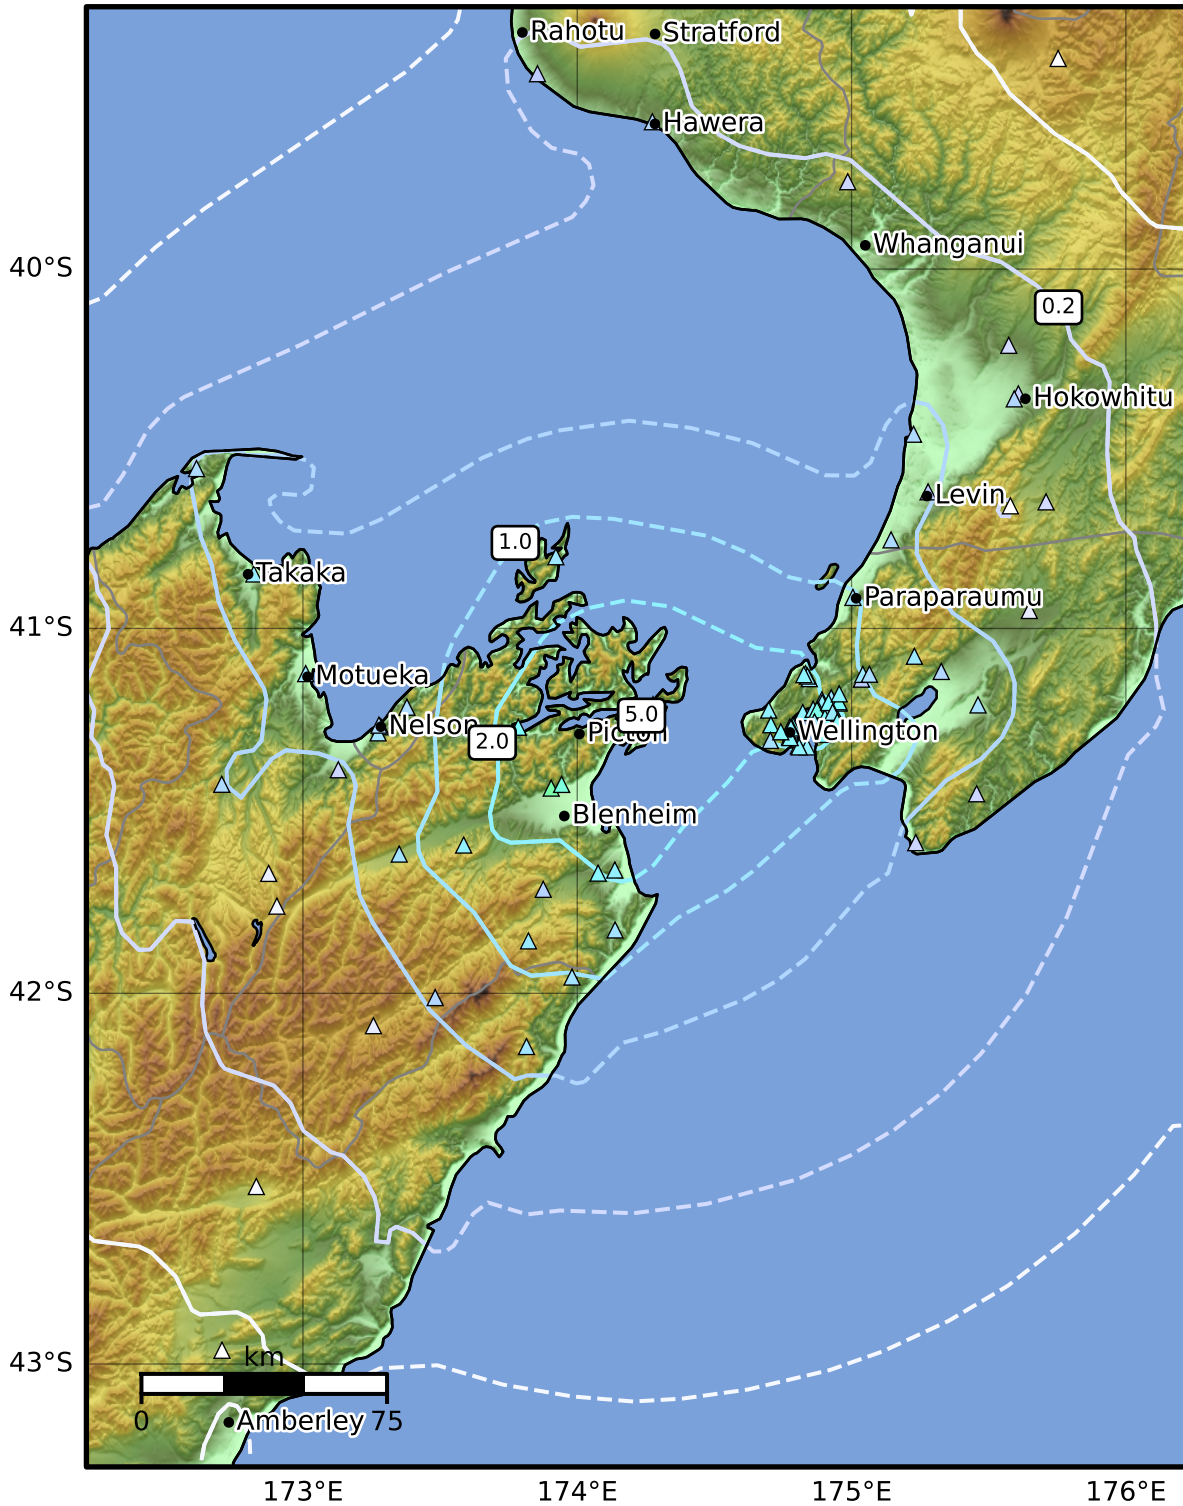 Rahotu
Stratford
Hawera
Whanganui
40°S
0.2
Hokowhitu
Levin
1.0
Takaka
Paraparaumu
41°S
Motueka
5.0
Nelson
2.0
Picton
Wellington
Blenheim
42°S
43°S
km
0
75
Amberley
173°E
174°E
175°E
176°E